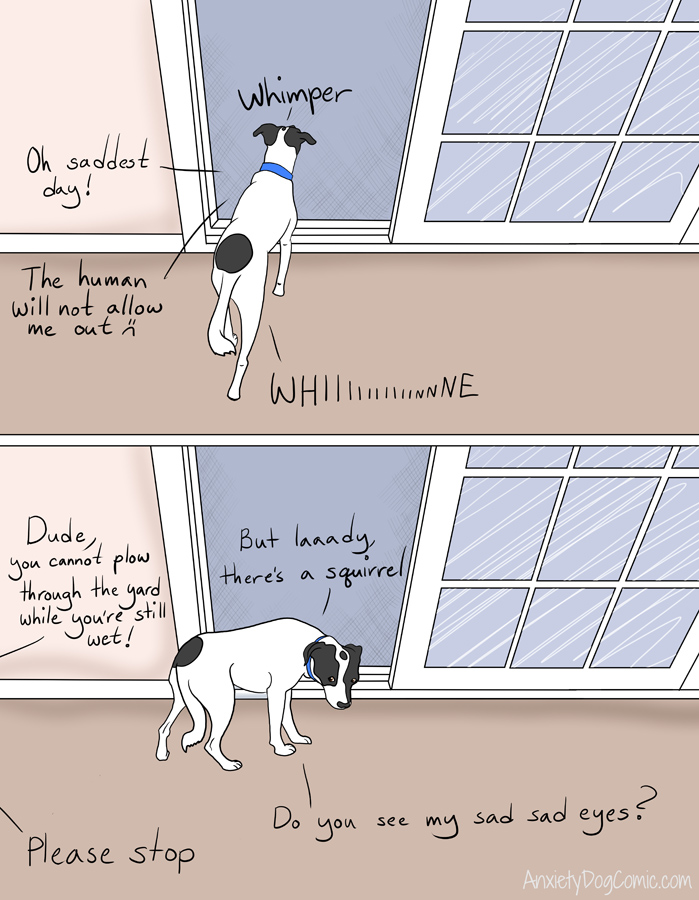 Whimper
Oh saddest
day!
The human
will not allow
me out :(
WHIIIIIIIIIIIINNNNE
Dude,
you cannot plow
through the yard
while you're still
wet!
But laaady,
there's a squirrel
Do you see my sad sad eyes?
Please stop
AnxietyDogComic.com